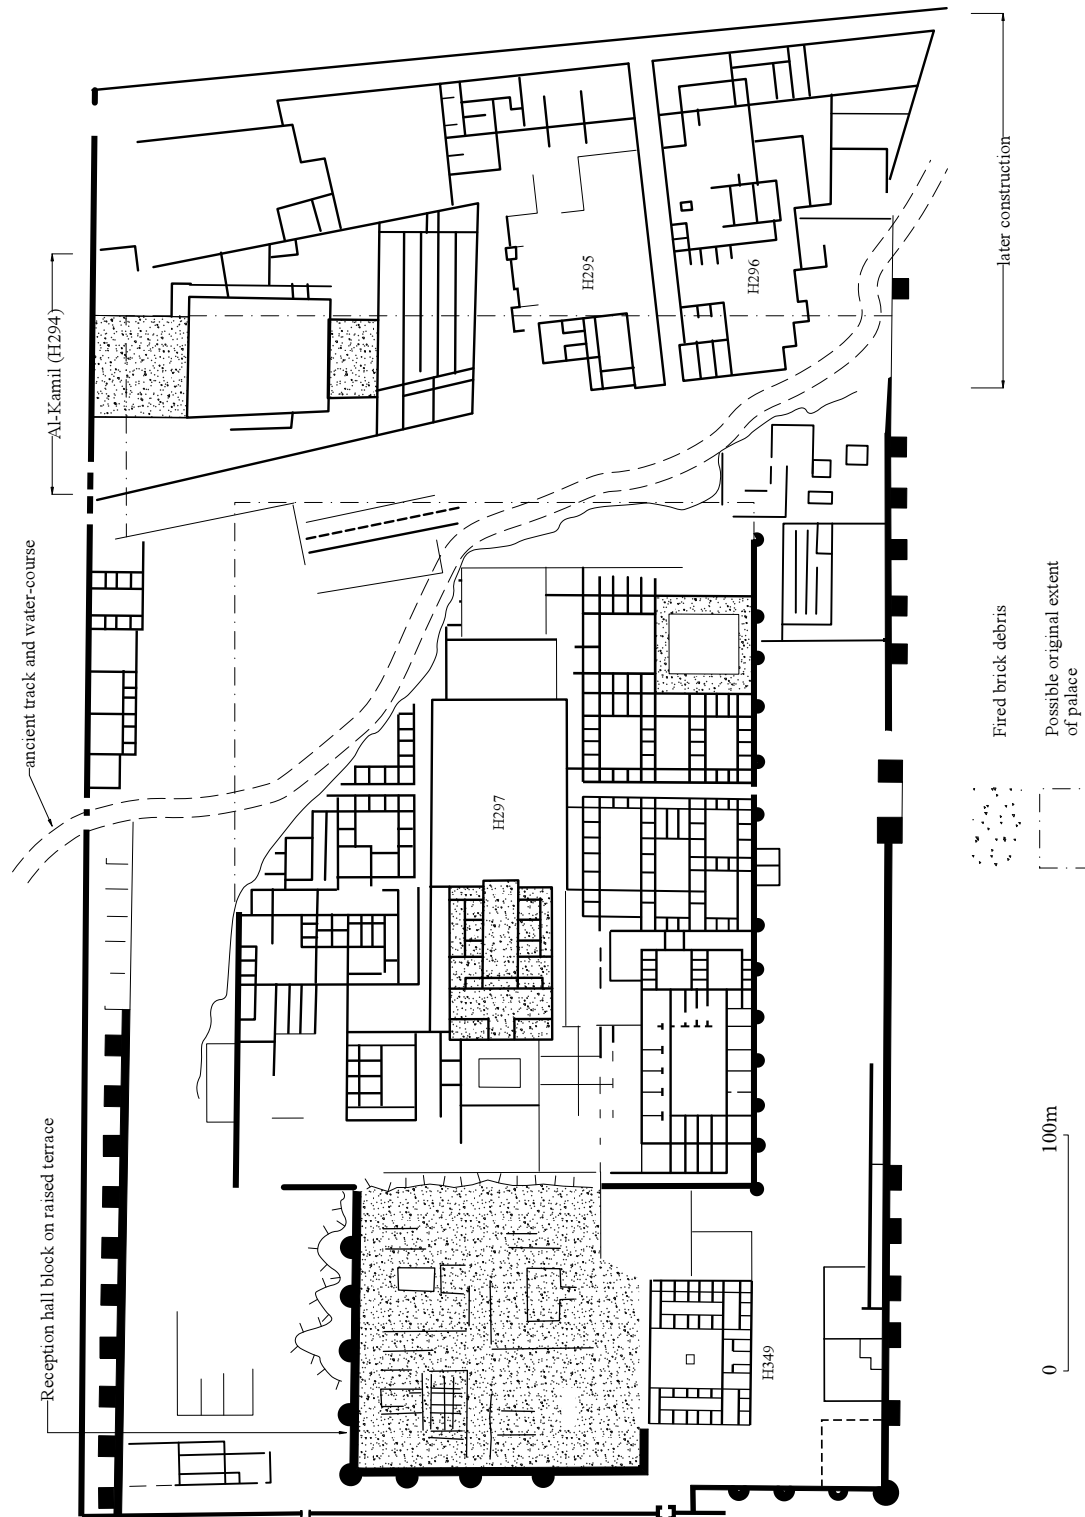 later construction
Al-Kamil (H294)
H295
H296
ancient track and water-course
H297
Fired brick debris
Possible original extent
of palace
Reception hall block on raised terrace
H349
0
100m